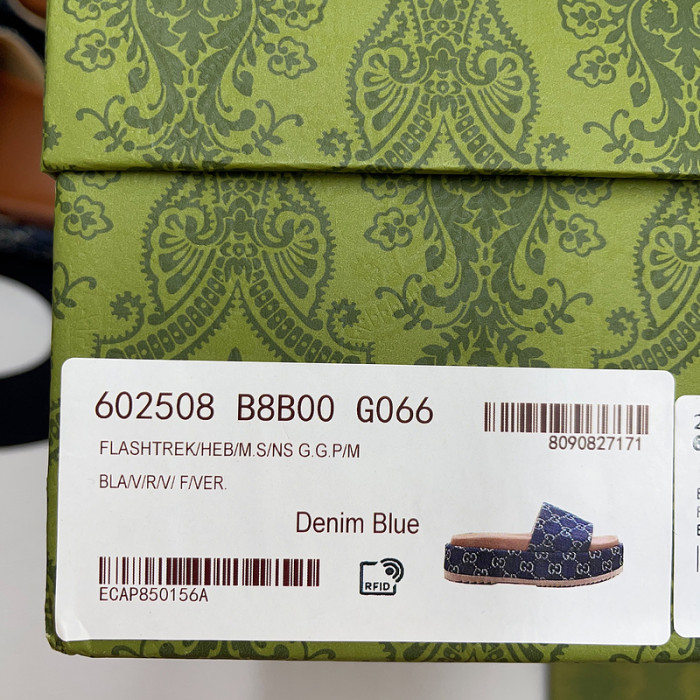 602508 B8B00 G066
8090827171
FLASHTREK/HEB/M.S/NS G.G.P/M
BLA/V/R/V/ F/VER.
Denim Blue
ECAP850156A
RFID